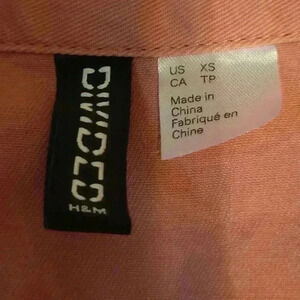 DIVIDED
H&M
US XS
CA TP
Made in
China
Fabriqué en
Chine